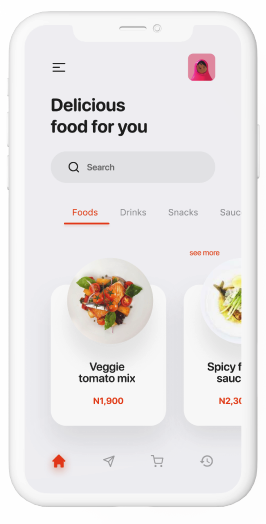 Delicious
food for you
Search
Foods Drinks Snacks Sauc
see more
Veggie
tomato mix
N1,900
Spicy f
sauc
N2,30